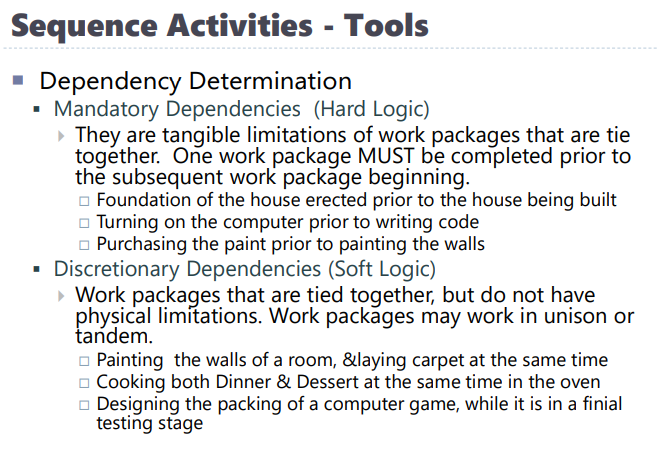 Sequence Activities - Tools
Dependency Determination
Mandatory Dependencies (Hard Logic)
They are tangible limitations of work packages that are tie
together. One work package MUST be completed prior to
the subsequent work package beginning.
Foundation of the house erected prior to the house being built
Turning on the computer prior to writing code
Purchasing the paint prior to painting the walls
Discretionary Dependencies (Soft Logic)
Work packages that are tied together, but do not have
physical limitations. Work packages may work in unison or
tandem.
Painting the walls of a room, &laying carpet at the same time
Cooking both Dinner & Dessert at the same time in the oven
Designing the packing of a computer game, while it is in a finial
testing stage